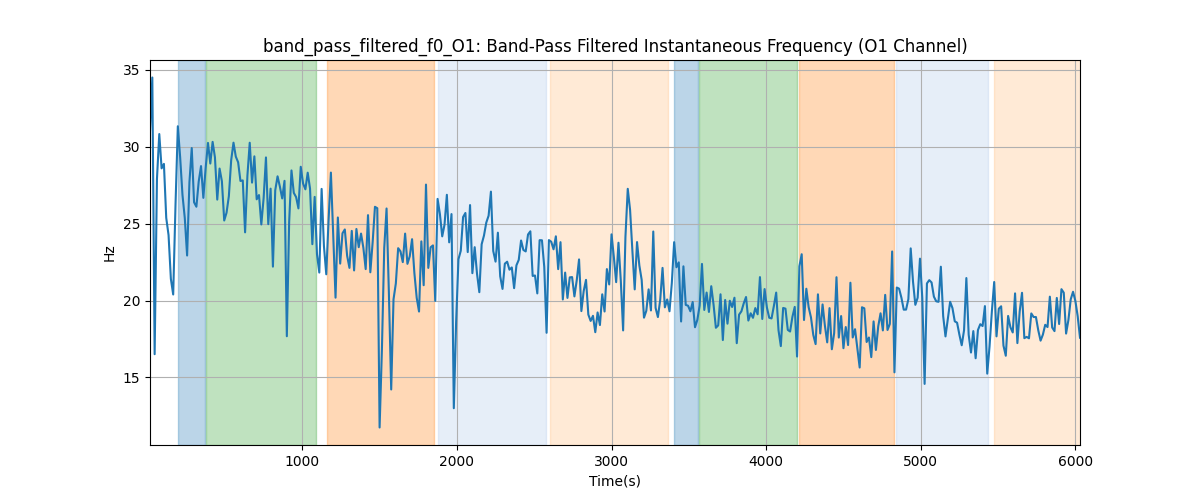 band_pass_filtered_f0_O1: Band-Pass Filtered Instantaneous Frequency (O1 Channel)
35
30
25
20
15
Hz
1000 2000 3000 4000 5000 6000
Time(s)